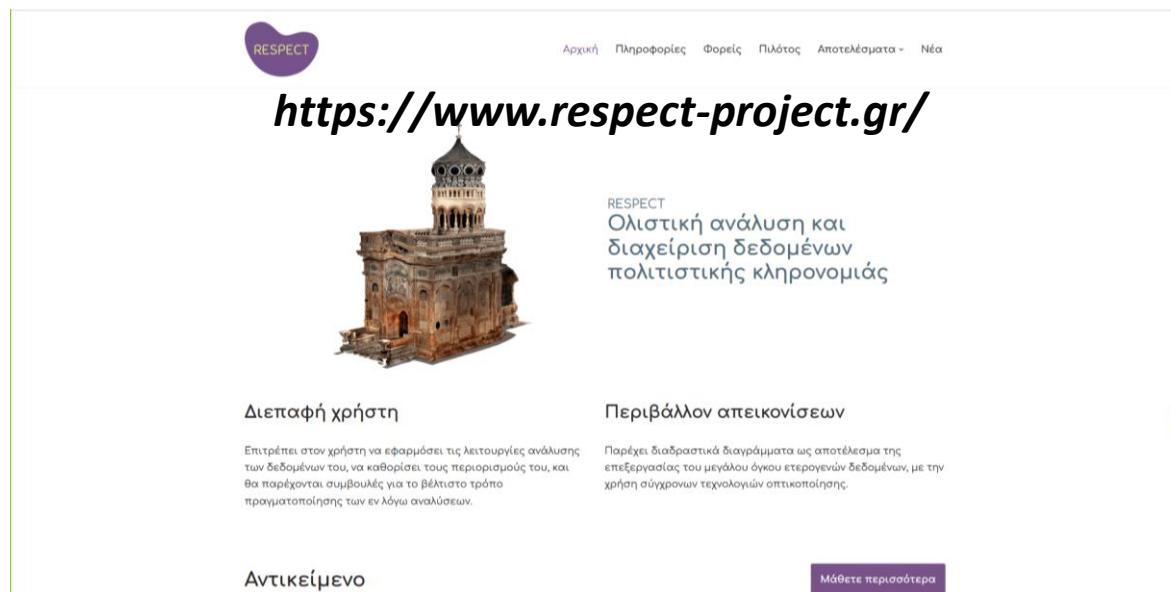 RESPECT
Αρχική Πληροφορίες Φορείς Πιλότος Αποτελέσματα Νέα
https://www.respect-project.gr/
RESPECT
Ολιστική ανάλυση και
διαχείριση δεδομένων
πολιτιστικής κληρονομιάς
Διεπαφή χρήστη
Επιτρέπει στον χρήστη να εφαρμόσει τις λειτουργίες ανάλυσης
των δεδομένων του, να καθορίσει τους περιορισμούς του, και
θα παρέχονται συμβουλές για το βέλτιστο τρόπο
πραγματοποίησης των εν λόγω αναλύσεων.
Περιβάλλον απεικονίσεων
Παρέχει διαδραστικά διαγράμματα ως αποτέλεσμα της
επεξεργασίας του μεγάλου όγκου ετερογενών δεδομένων, με την
χρήση σύγχρονων τεχνολογιών οπτικοποίησης.
Αντικείμενο
Μάθετε περισσότερα